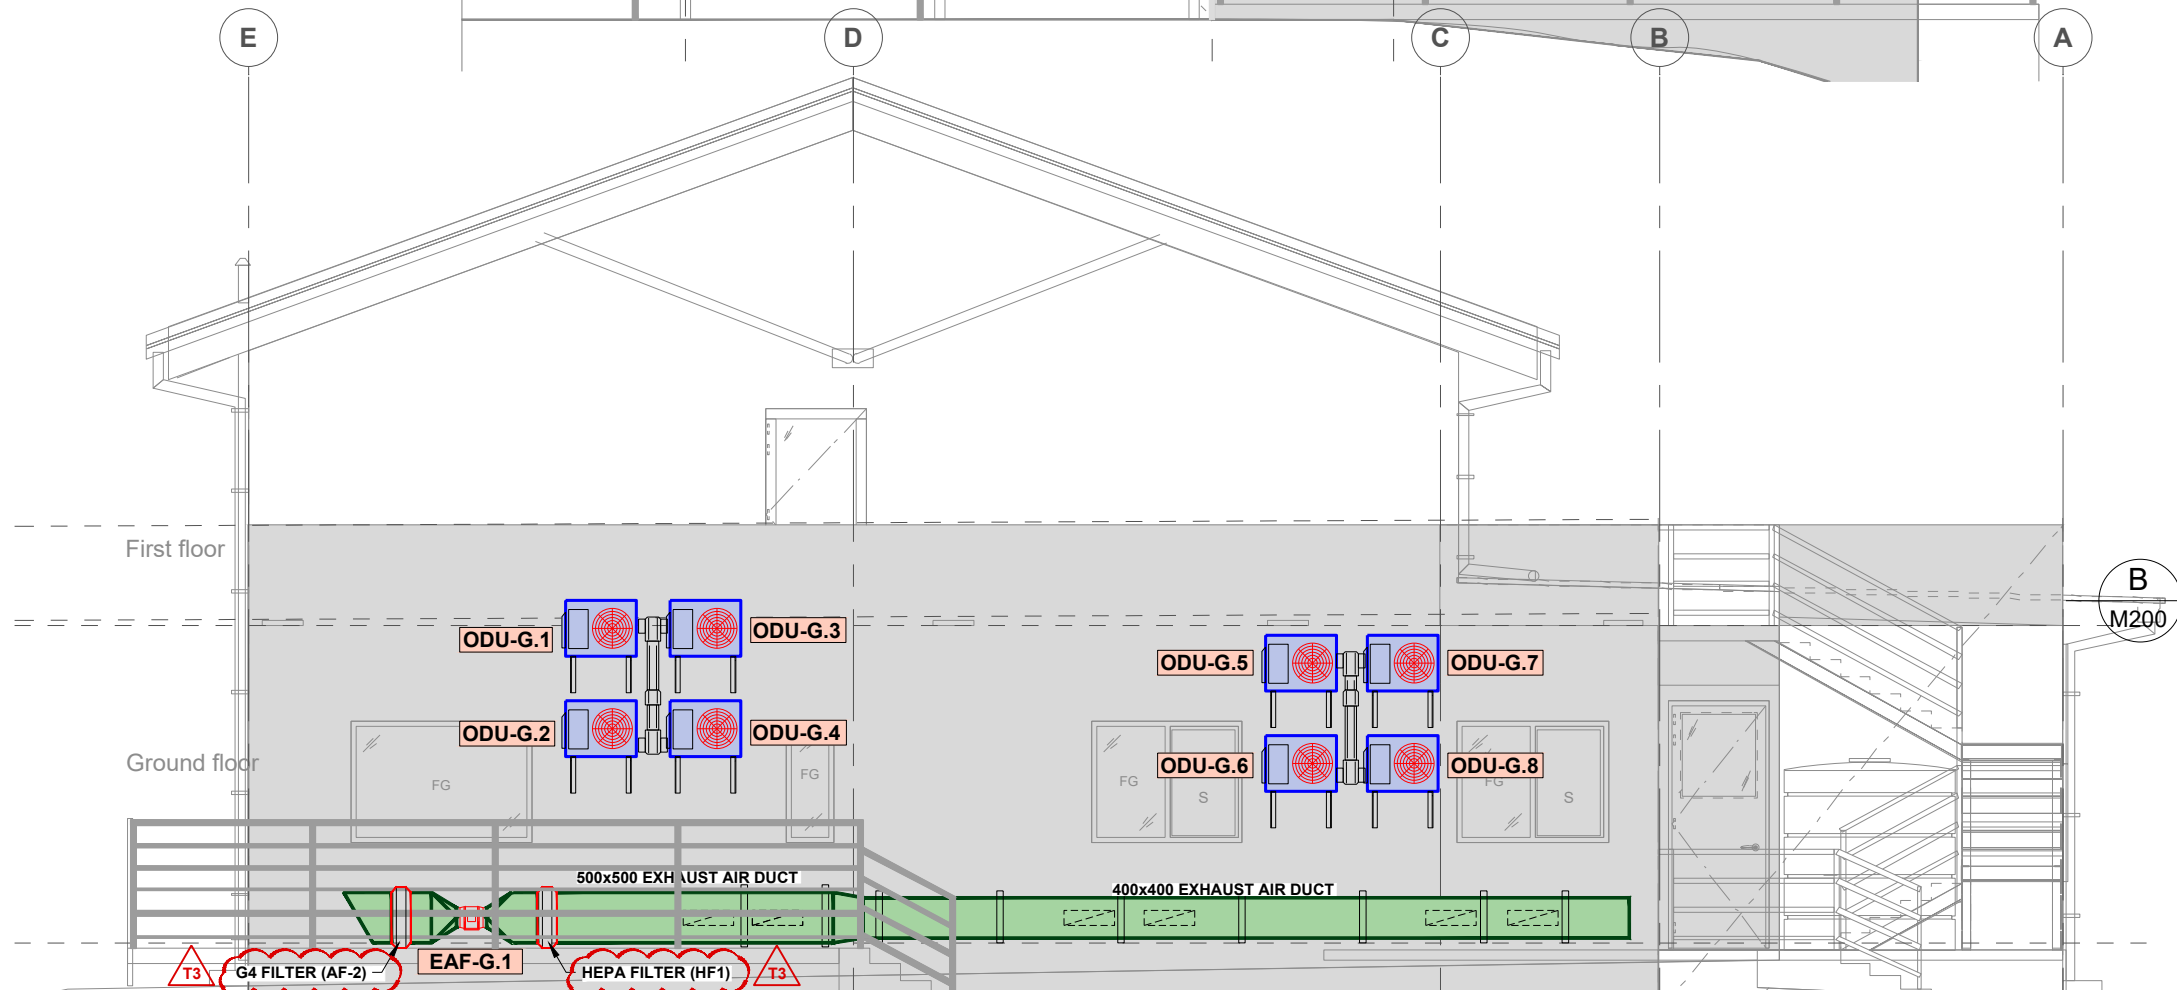 E
D
C
B
A
First floor
B
M200
ODU-G.1
ODU-G.3
ODU-G.5
ODU-G.7
ODU-G.2
ODU-G.4
ODU-G.6
ODU-G.8
Ground floor
FG
FG
FG
S
FG
S
500x500 EXHAUST AIR DUCT
400x400 EXHAUST AIR DUCT
T3
G4 FILTER (AF-2)
EAF-G.1
HEPA FILTER (HF1)
T3